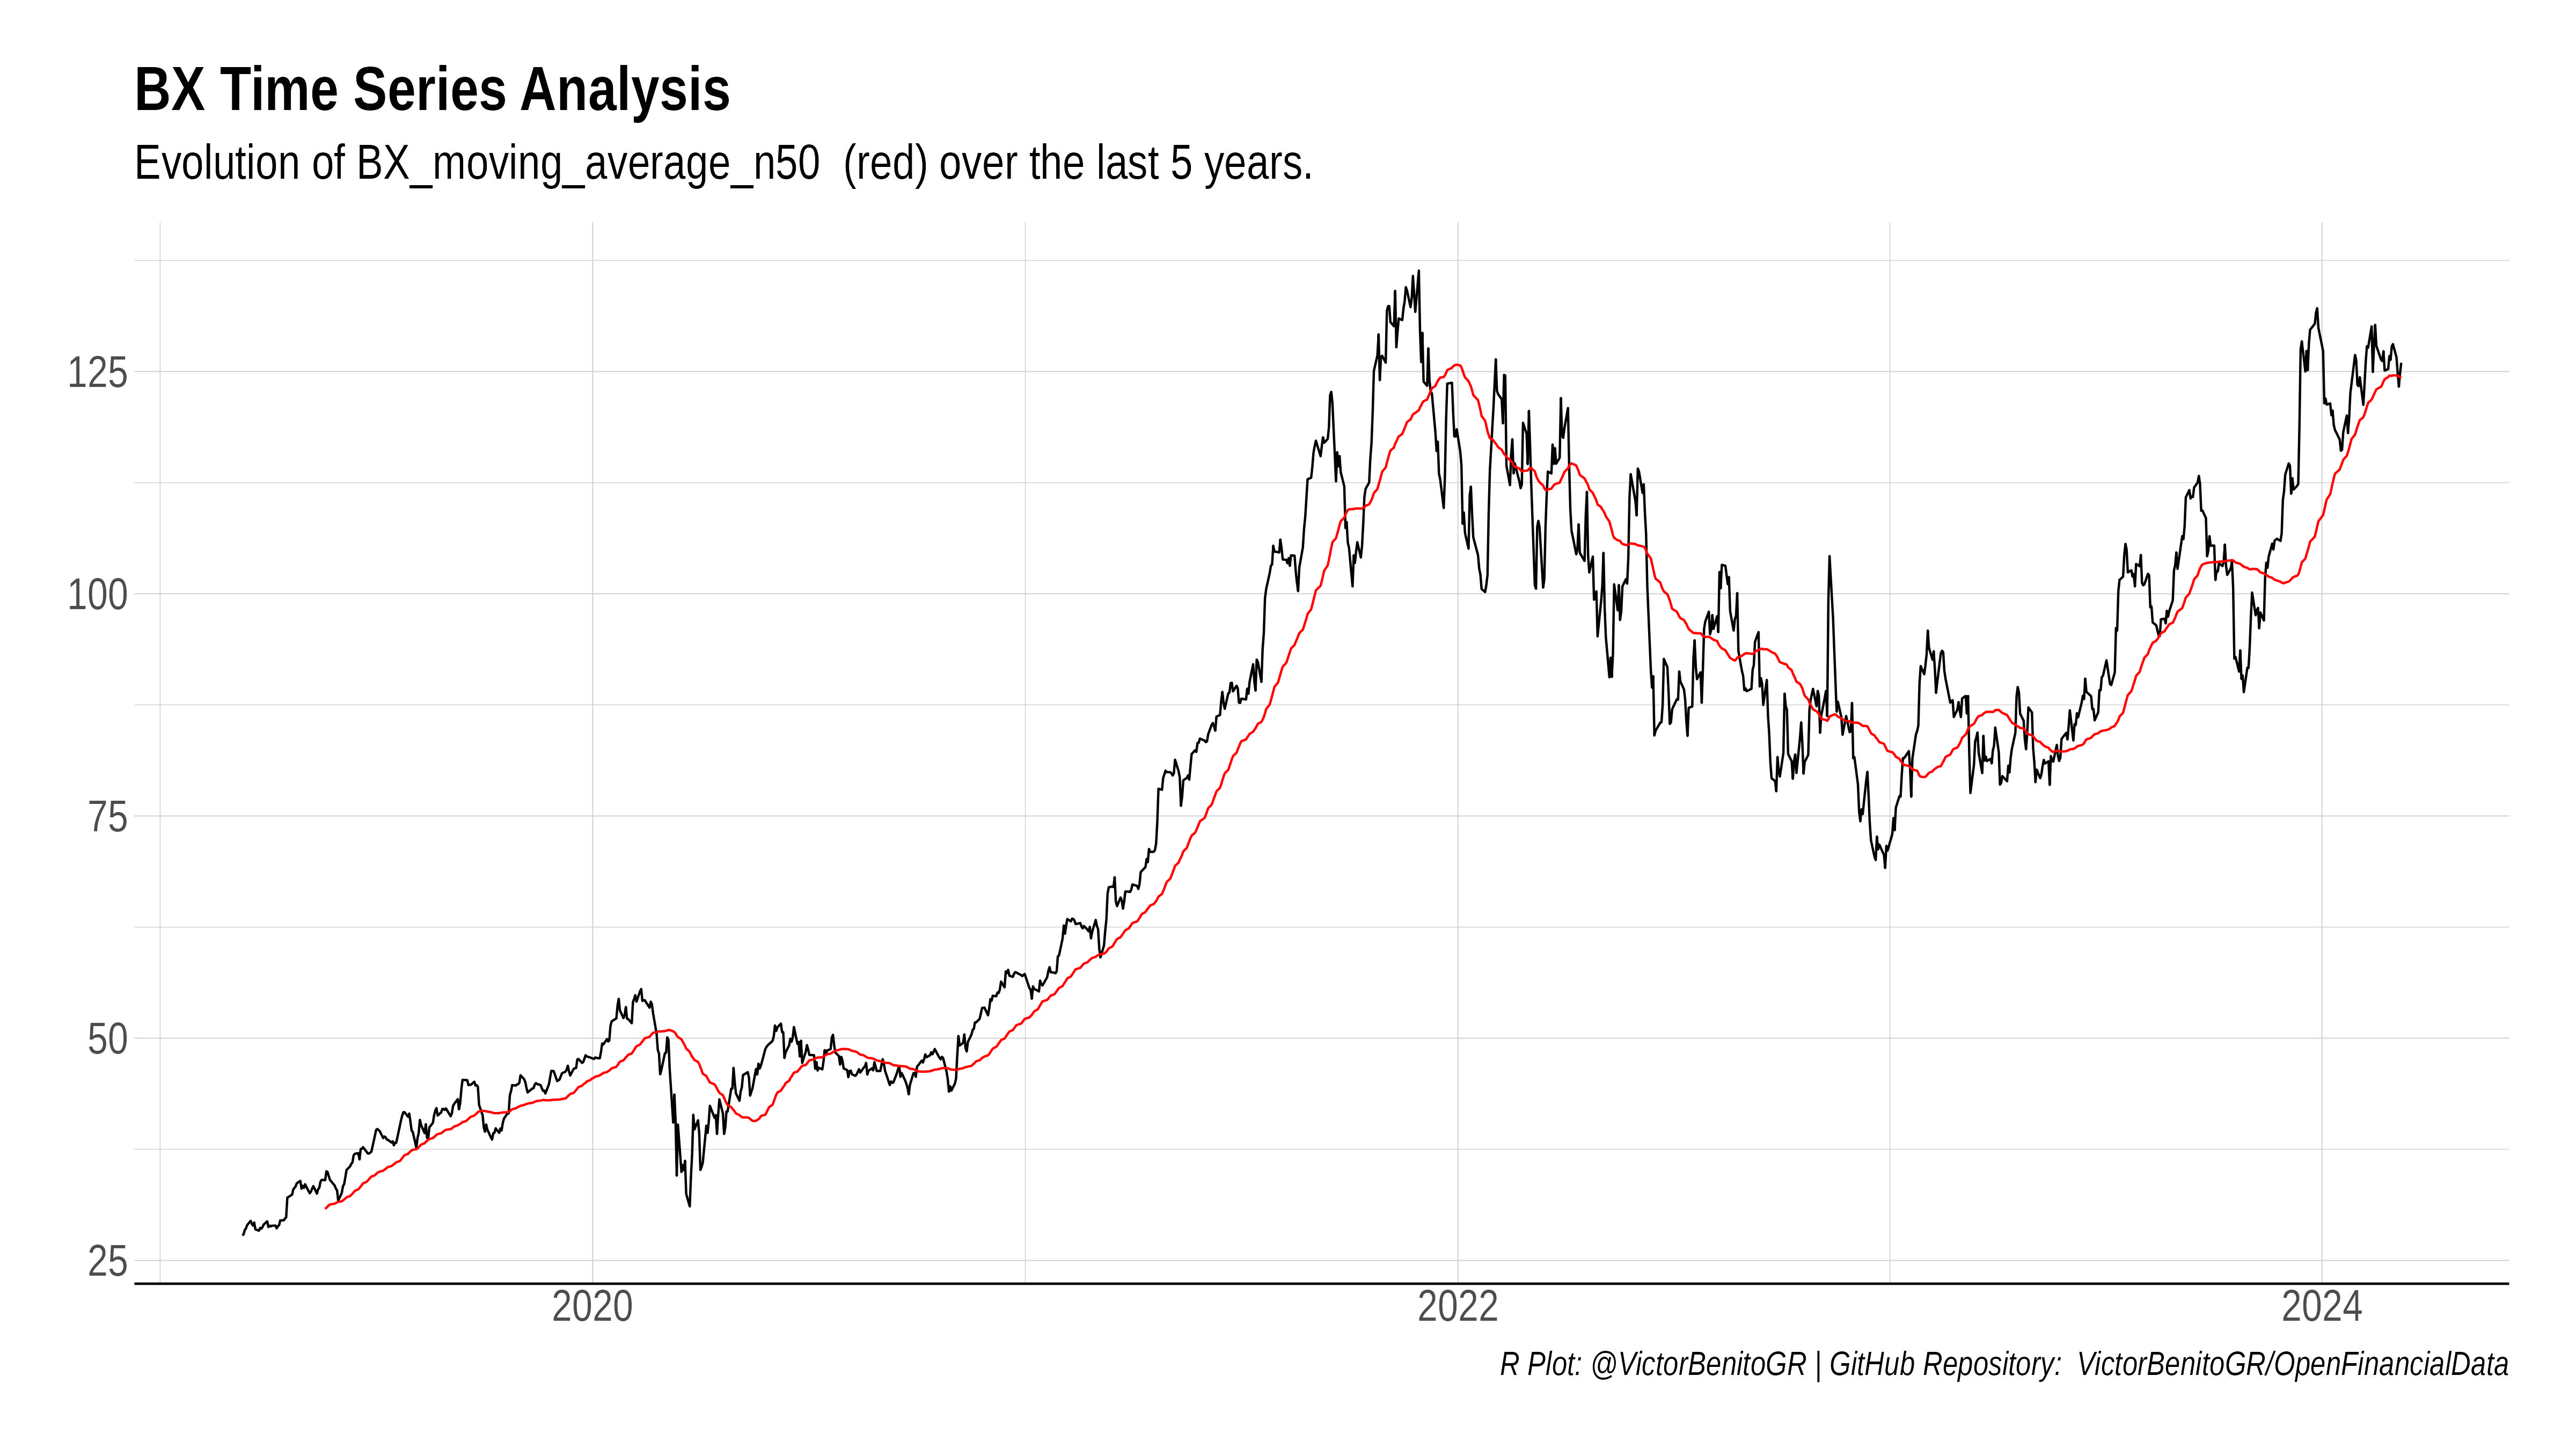 BX Time Series Analysis
Evolution of BX_moving_average_n50  (red) over the last 5 years.
125
100
75
50
25
2020 2022 2024
R Plot: @VictorBenitoGR | GitHub Repository:  VictorBenitoGR/OpenFinancialData